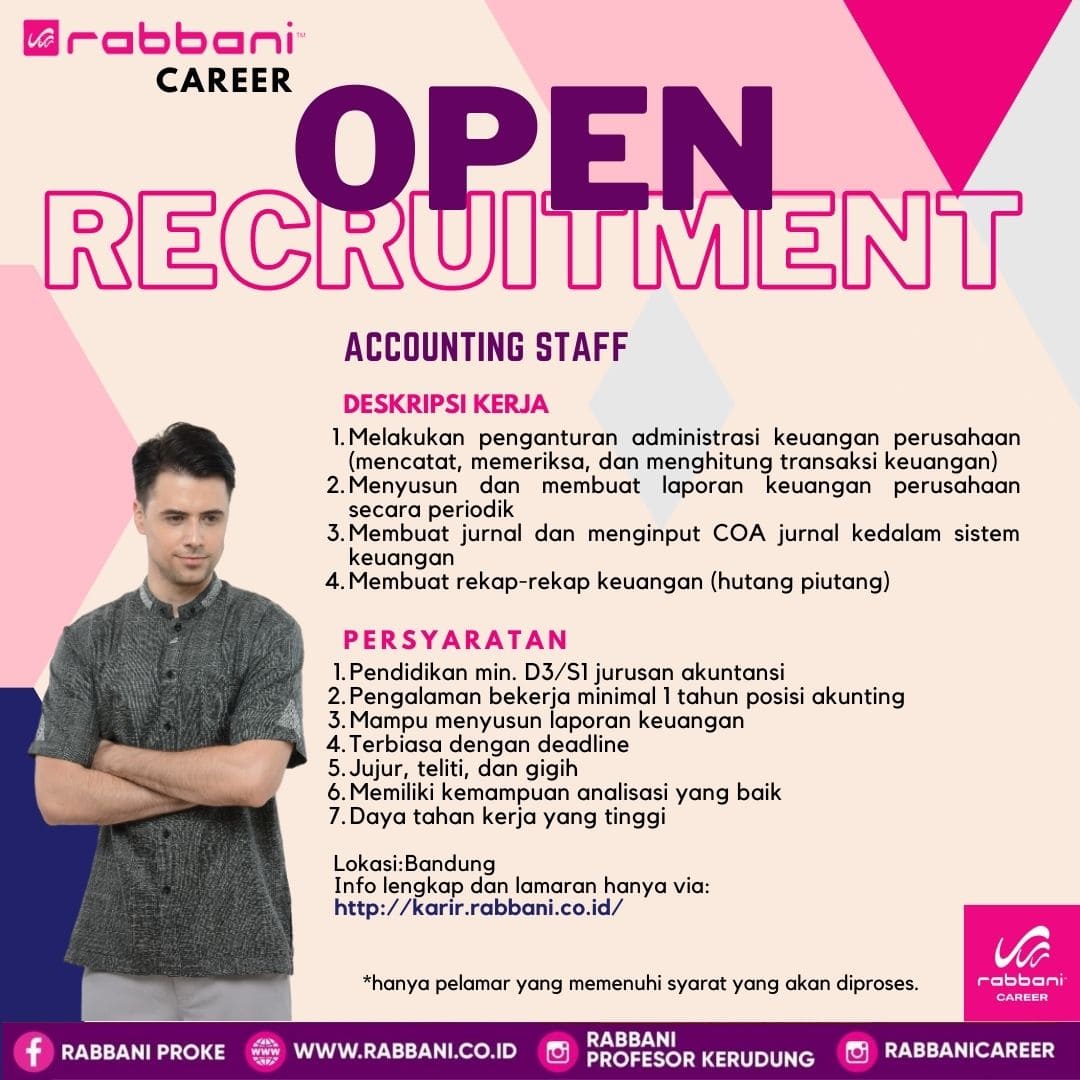 rabbani™
CAREER
OPEN
RECRUITMENT
ACCOUNTING STAFF
DESKRIPSI KERJA
1. Melakukan penganturan administrasi keuangan perusahaan
(mencatat, memeriksa, dan menghitung transaksi keuangan)
2. Menyusun dan membuat laporan keuangan perusahaan
secara periodik
3. Membuat jurnal dan menginput COA jurnal kedalam sistem
keuangan
4. Membuat rekap-rekap keuangan (hutang piutang)
PERSYARATAN
1. Pendidikan min. D3/S1 jurusan akuntansi
2. Pengalaman bekerja minimal 1 tahun posisi akunting
3. Mampu menyusun laporan keuangan
4. Terbiasa dengan deadline
5. Jujur, teliti, dan gigih
6. Memiliki kemampuan analisasi yang baik
7. Daya tahan kerja yang tinggi
Lokasi:Bandung
Info lengkap dan lamaran hanya via:
http://karir.rabbani.co.id/
rabbani
CAREER
*hanya pelamar yang memenuhi syarat yang akan diproses.
RABBANI PROKE
www
WWW.RABBANI.CO.ID
RABBANI
PROFESOR KERUDUNG
RABBANICAREER